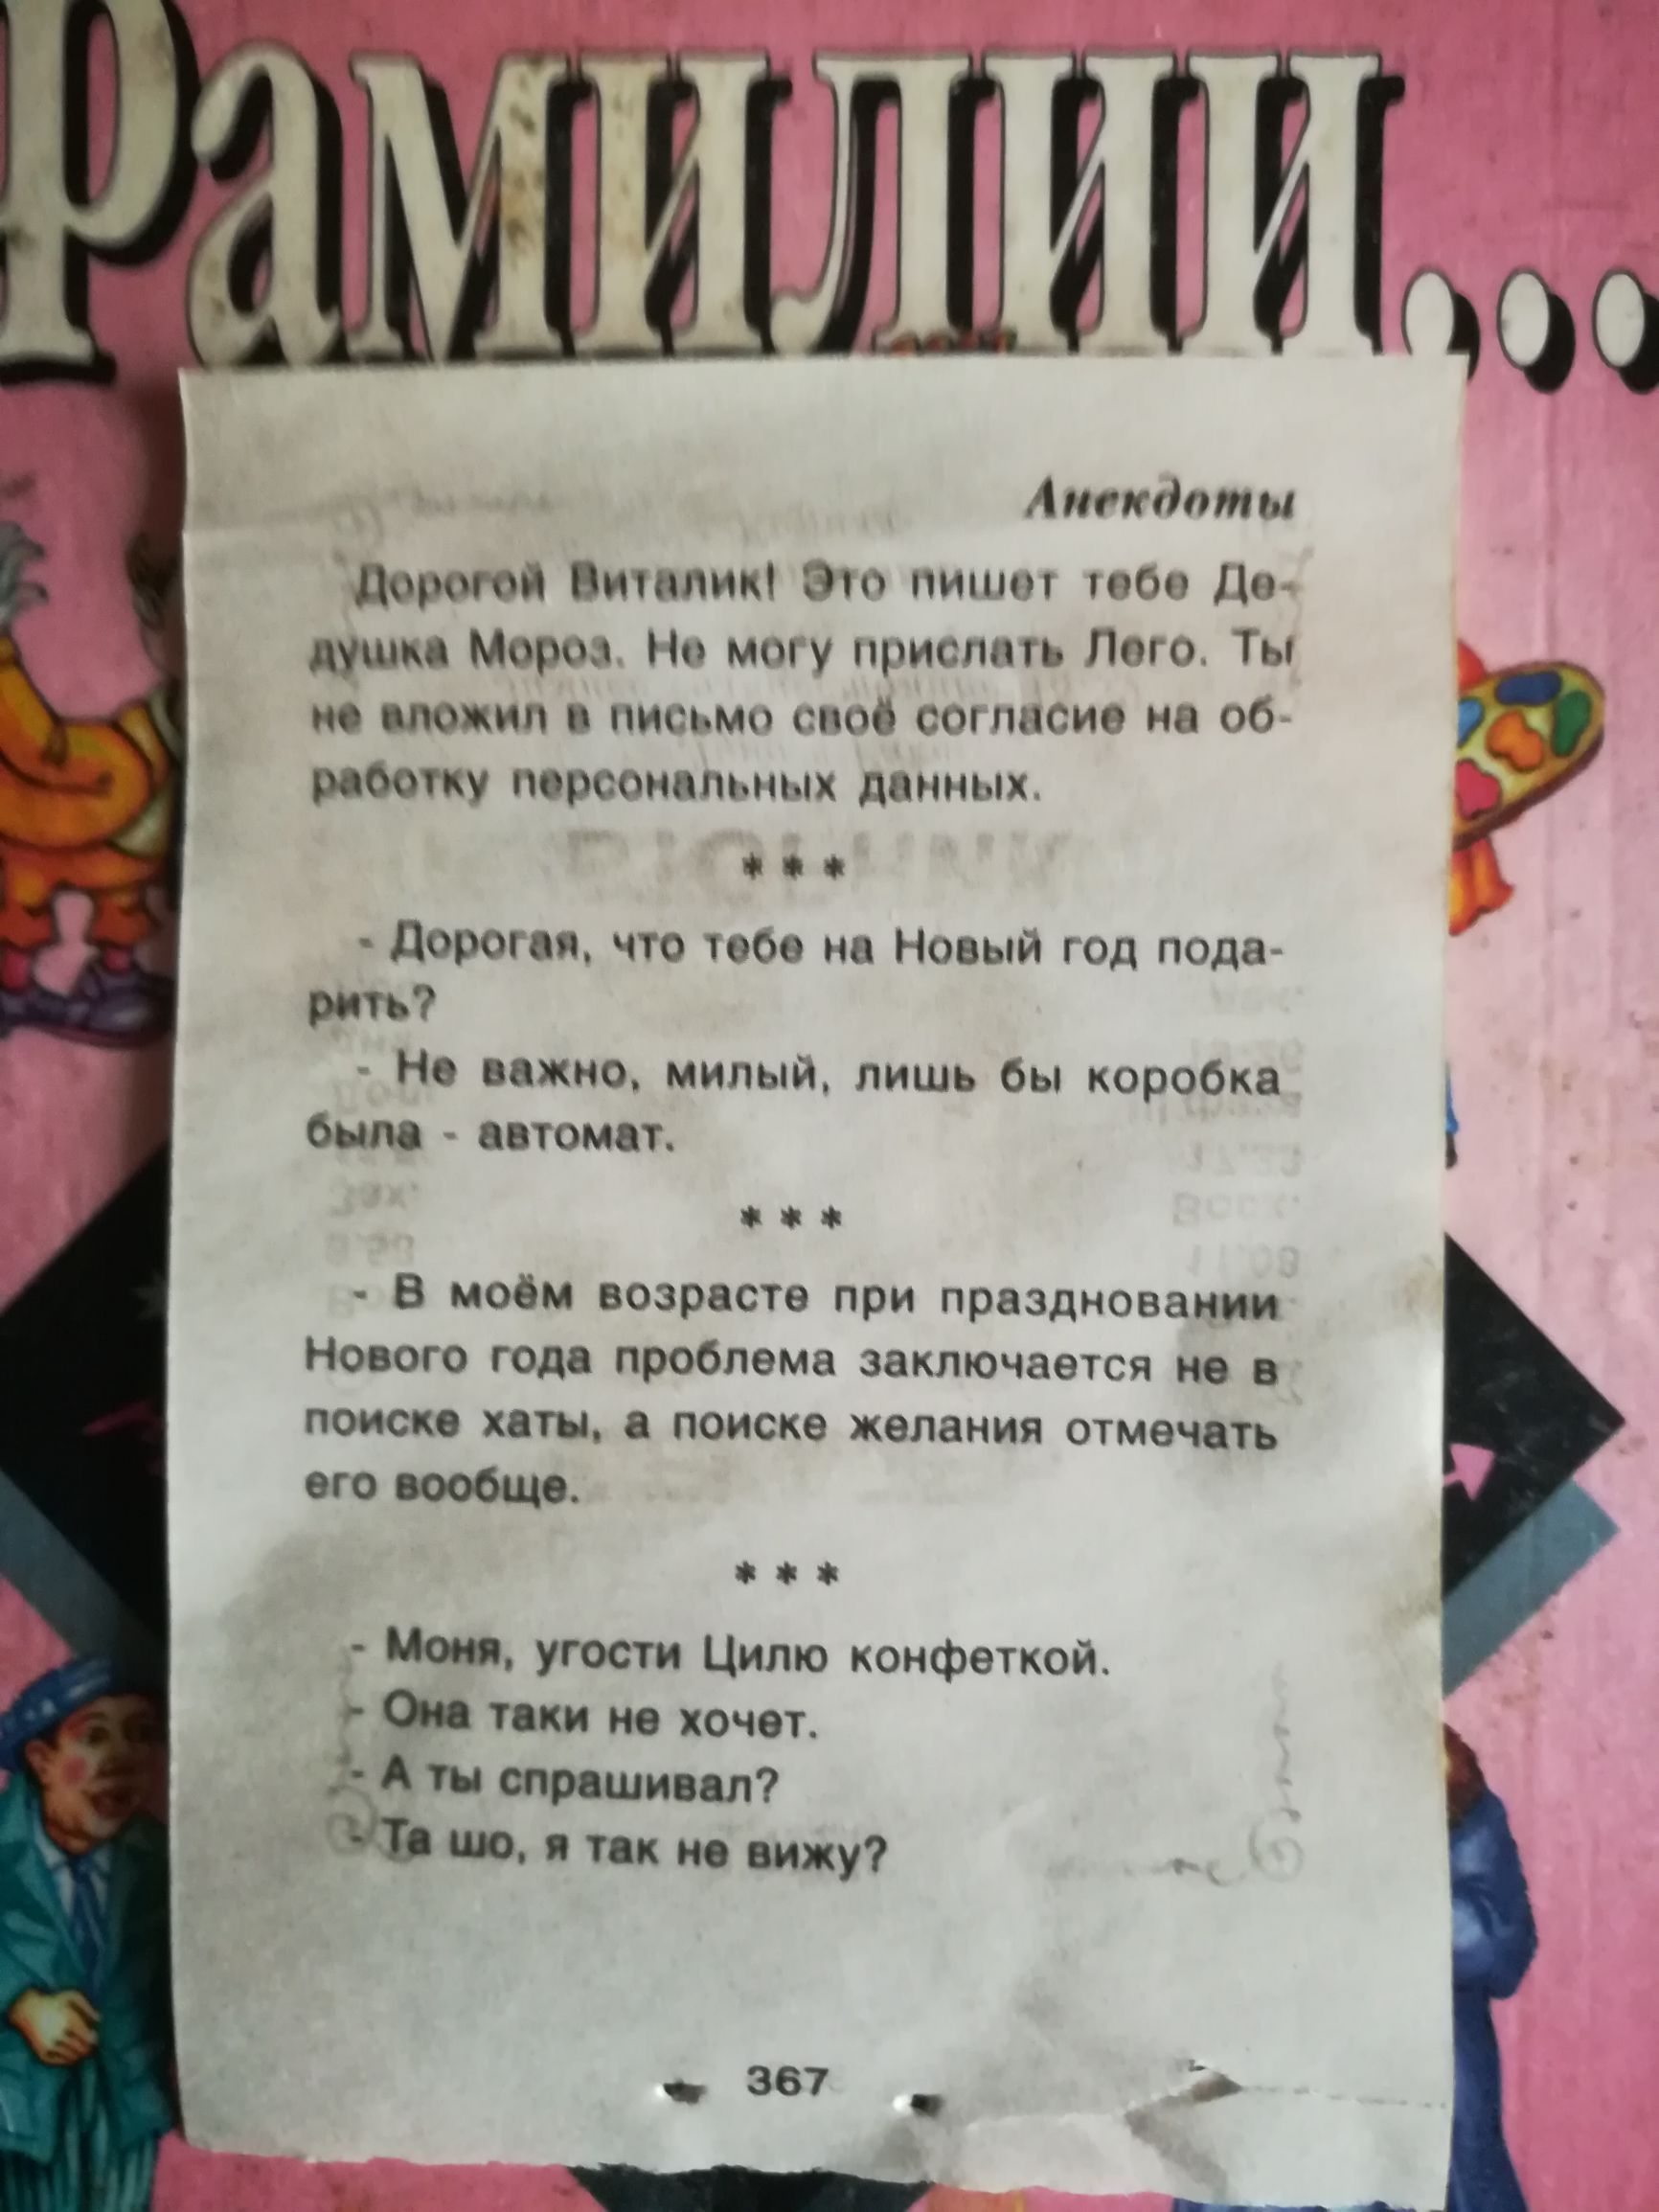 Фамилии...
Анекдоты
Дорогой Виталик! Это пишет тебе Де-
душка Мороз. Не могу прислать Лего. Ты
не вложил в письмо своё согласие на об-
работку персональных данных.
* * *
- Дорогая, что тебе на Новый год пода-
рить?
- Не важно, милый, лишь бы коробка
была - автомат.
* * *
- В моём возрасте при праздновании
Нового года проблема заключается не в
поиске хаты, а поиске желания отмечать
его вообще.
* * *
- Моня, угости Цилю конфеткой.
- Она таки не хочет.
- А ты спрашивал?
- Та шо, я так не вижу?
367